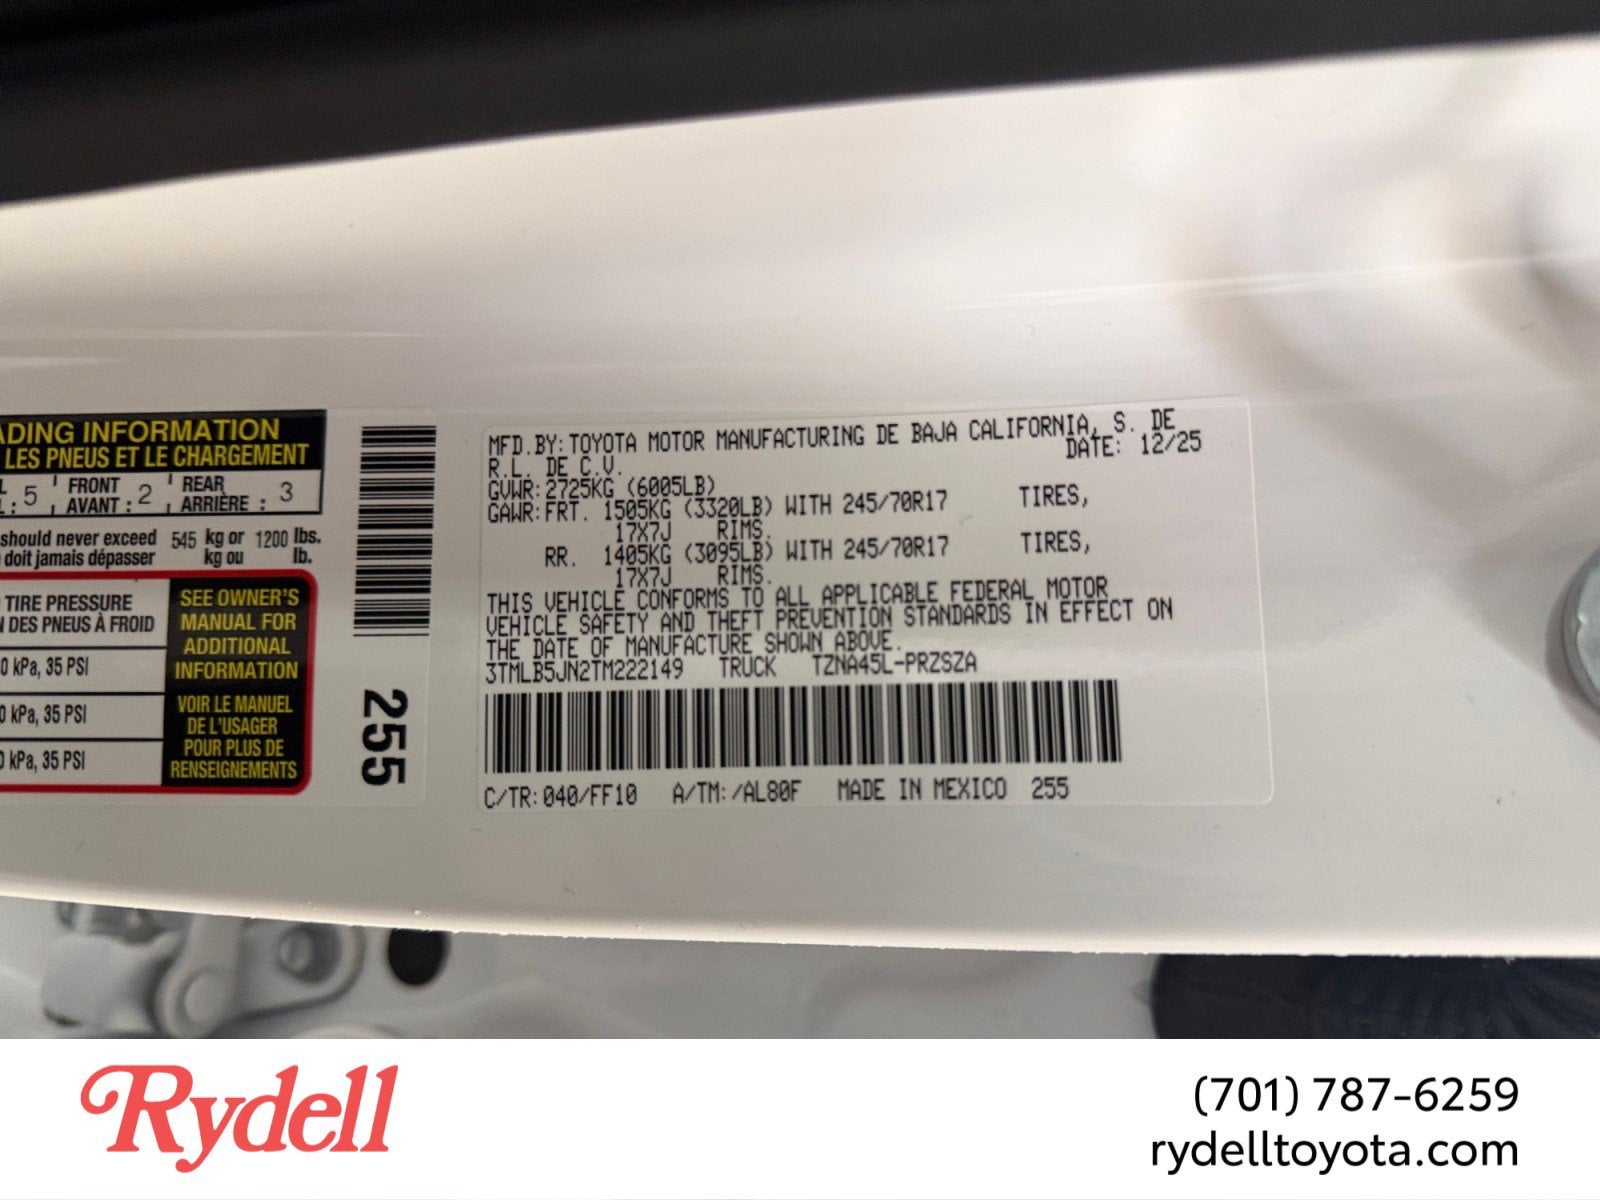 ADING INFORMATION
LES PNEUS ET LE CHARGEMENT
: 5 FRONT AVANT : 2 REAR ARRIÈRE : 3
should never exceed 545 kg or 1200 lbs.
doit jamais dépasser kg ou lb.
TIRE PRESSURE
DES PNEUS À FROID
0 kPa, 35 PSI
0 kPa, 35 PSI
0 kPa, 35 PSI
SEE OWNER'S
MANUAL FOR
ADDITIONAL
INFORMATION
VOIR LE MANUEL
DE L'USAGER
POUR PLUS DE
RENSEIGNEMENTS
255
MFD.BY: TOYOTA MOTOR MANUFACTURING DE BAJA CALIFORNIA, S. DE
R.L. DE C.V. DATE: 12/25
GVWR: 2725KG (6005LB)
GAWR: FRT. 1505KG (3320LB) WITH 245/70R17 TIRES,
17X7J RIMS.
RR. 1405KG (3095LB) WITH 245/70R17 TIRES,
17X7J RIMS.
THIS VEHICLE CONFORMS TO ALL APPLICABLE FEDERAL MOTOR
VEHICLE SAFETY AND THEFT PREVENTION STANDARDS IN EFFECT ON
THE DATE OF MANUFACTURE SHOWN ABOVE.
3TMLB5JN2TM222149 TRUCK TZNA45L-PRZSZA
C/TR: 040/FF10 A/TM: /AL80F MADE IN MEXICO 255
Rydell
(701) 787-6259
rydelltoyota.com